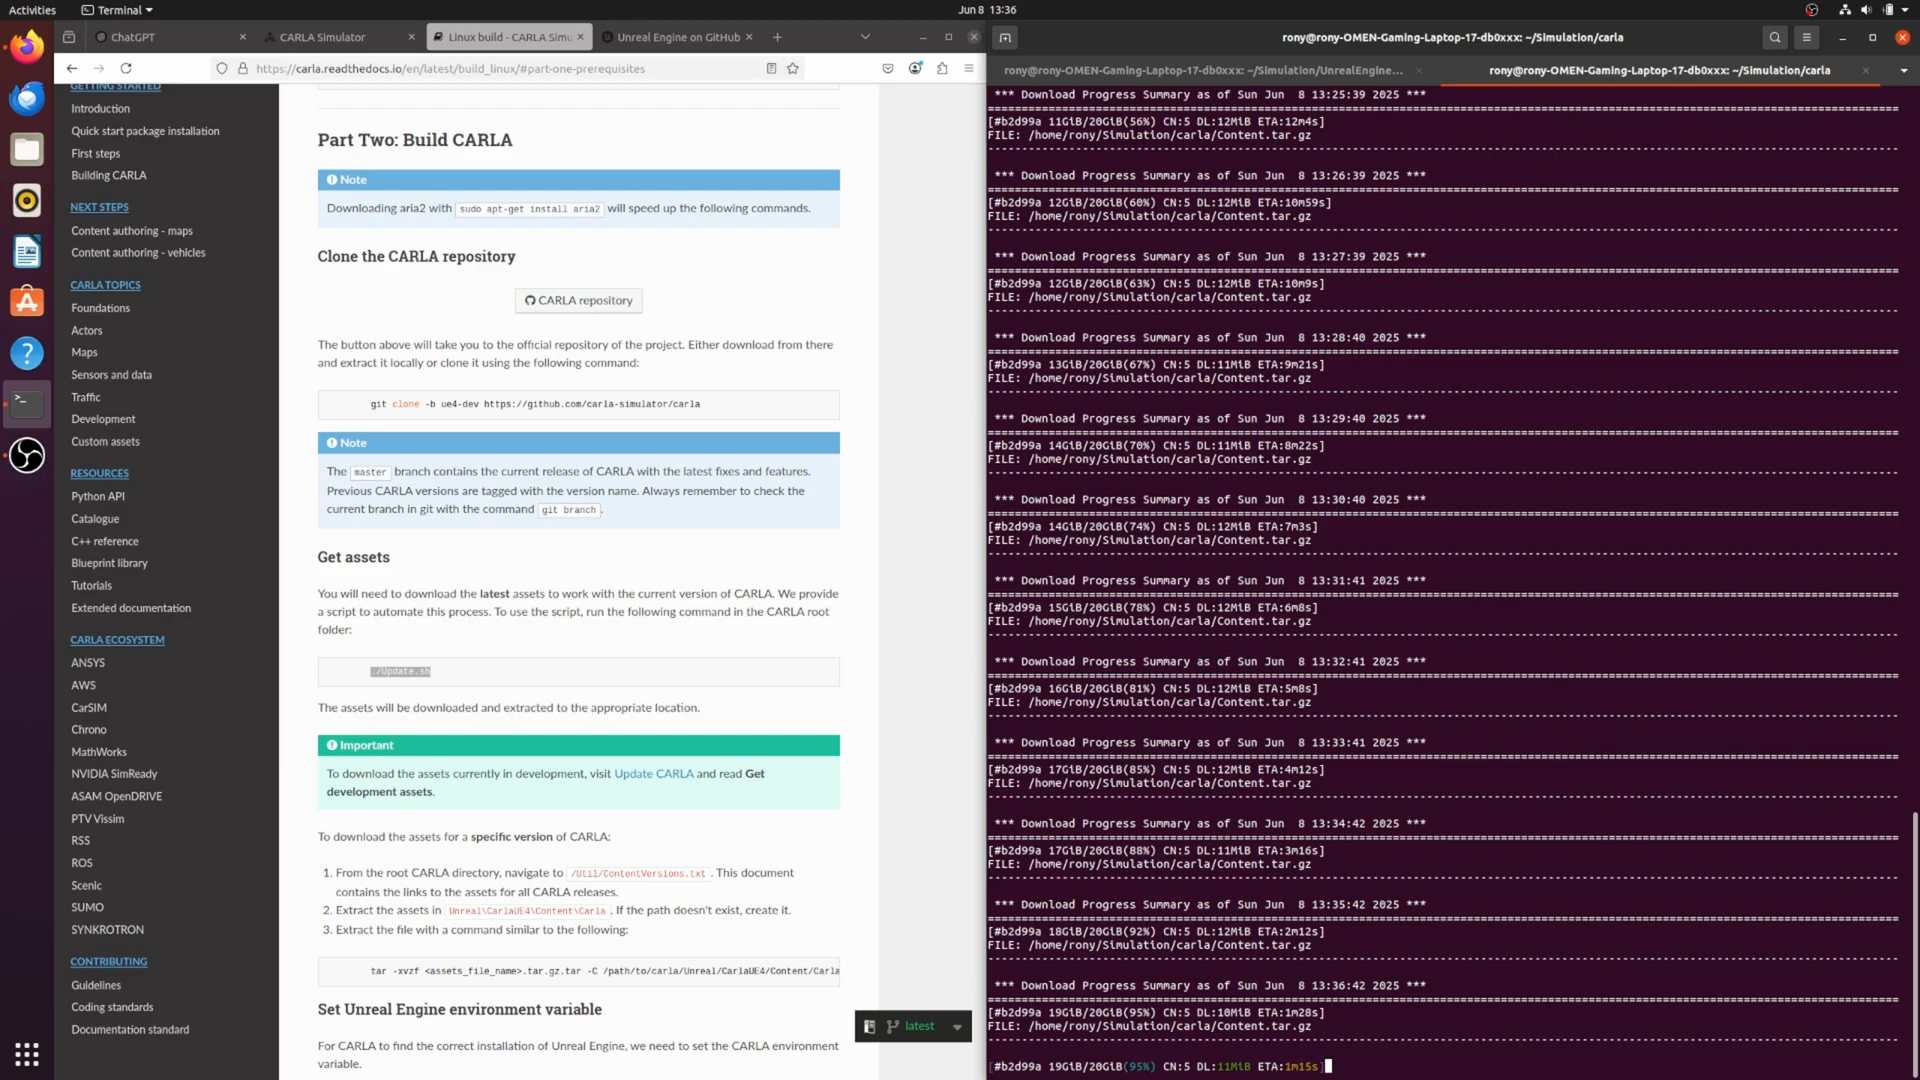 Activities
Terminal
Jun 8 13:36
ChatGPT
CARLA Simulator
Linux build - CARLA Simu
Unreal Engine on GitHub
https://carla.readthedocs.io/en/latest/build_linux/#part-one-prerequisites
GETTING STARTED
Introduction
Quick start package installation
First steps
Building CARLA
NEXT STEPS
Content authoring - maps
Content authoring - vehicles
CARLA TOPICS
Foundations
Actors
Maps
Sensors and data
Traffic
Development
Custom assets
RESOURCES
Python API
Catalogue
C++ reference
Blueprint library
Tutorials
Extended documentation
CARLA ECOSYSTEM
ANSYS
AWS
CarSIM
Chrono
MathWorks
NVIDIA SimReady
ASAM OpenDRIVE
PTV Vissim
RSS
ROS
Scenic
SUMO
SYNKROTRON
CONTRIBUTING
Guidelines
Coding standards
Documentation standard
Part Two: Build CARLA
Note
Downloading aria2 with sudo apt-get install aria2 will speed up the following commands.
Clone the CARLA repository
CARLA repository
The button above will take you to the official repository of the project. Either download from there
and extract it locally or clone it using the following command:
git clone -b ue4-dev https://github.com/carla-simulator/carla
Note
The master branch contains the current release of CARLA with the latest fixes and features.
Previous CARLA versions are tagged with the version name. Always remember to check the
current branch in git with the command git branch.
Get assets
You will need to download the latest assets to work with the current version of CARLA. We provide
a script to automate this process. To use the script, run the following command in the CARLA root
folder:
./Update.sh
The assets will be downloaded and extracted to the appropriate location.
Important
To download the assets currently in development, visit Update CARLA and read Get
development assets.
To download the assets for a specific version of CARLA:
1. From the root CARLA directory, navigate to /Util/ContentVersions.txt. This document
contains the links to the assets for all CARLA releases.
2. Extract the assets in Unreal\CarlaUE4\Content\Carla. If the path doesn't exist, create it.
3. Extract the file with a command similar to the following:
tar -xvzf <assets_file_name>.tar.gz.tar -C /path/to/carla/Unreal/CarlaUE4/Content/Carla
Set Unreal Engine environment variable
For CARLA to find the correct installation of Unreal Engine, we need to set the CARLA environment
variable.
latest
rony@rony-OMEN-Gaming-Laptop-17-db0xxx: ~/Simulation/carla
rony@rony-OMEN-Gaming-Laptop-17-db0xxx: ~/Simulation/UnrealEngine...
rony@rony-OMEN-Gaming-Laptop-17-db0xxx: ~/Simulation/carla
*** Download Progress Summary as of Sun Jun  8 13:25:39 2025 ***
[#b2d99a 11GiB/20GiB(56%) CN:5 DL:12MiB ETA:12m4s]
FILE: /home/rony/Simulation/carla/Content.tar.gz
*** Download Progress Summary as of Sun Jun  8 13:26:39 2025 ***
[#b2d99a 12GiB/20GiB(60%) CN:5 DL:12MiB ETA:10m59s]
FILE: /home/rony/Simulation/carla/Content.tar.gz
*** Download Progress Summary as of Sun Jun  8 13:27:39 2025 ***
[#b2d99a 12GiB/20GiB(63%) CN:5 DL:12MiB ETA:10m9s]
FILE: /home/rony/Simulation/carla/Content.tar.gz
*** Download Progress Summary as of Sun Jun  8 13:28:40 2025 ***
[#b2d99a 13GiB/20GiB(67%) CN:5 DL:11MiB ETA:9m21s]
FILE: /home/rony/Simulation/carla/Content.tar.gz
*** Download Progress Summary as of Sun Jun  8 13:29:40 2025 ***
[#b2d99a 14GiB/20GiB(70%) CN:5 DL:11MiB ETA:8m22s]
FILE: /home/rony/Simulation/carla/Content.tar.gz
*** Download Progress Summary as of Sun Jun  8 13:30:40 2025 ***
[#b2d99a 14GiB/20GiB(74%) CN:5 DL:12MiB ETA:7m3s]
FILE: /home/rony/Simulation/carla/Content.tar.gz
*** Download Progress Summary as of Sun Jun  8 13:31:41 2025 ***
[#b2d99a 15GiB/20GiB(78%) CN:5 DL:12MiB ETA:6m8s]
FILE: /home/rony/Simulation/carla/Content.tar.gz
*** Download Progress Summary as of Sun Jun  8 13:32:41 2025 ***
[#b2d99a 16GiB/20GiB(81%) CN:5 DL:12MiB ETA:5m8s]
FILE: /home/rony/Simulation/carla/Content.tar.gz
*** Download Progress Summary as of Sun Jun  8 13:33:41 2025 ***
[#b2d99a 17GiB/20GiB(85%) CN:5 DL:12MiB ETA:4m12s]
FILE: /home/rony/Simulation/carla/Content.tar.gz
*** Download Progress Summary as of Sun Jun  8 13:34:42 2025 ***
[#b2d99a 17GiB/20GiB(88%) CN:5 DL:11MiB ETA:3m16s]
FILE: /home/rony/Simulation/carla/Content.tar.gz
*** Download Progress Summary as of Sun Jun  8 13:35:42 2025 ***
[#b2d99a 18GiB/20GiB(92%) CN:5 DL:12MiB ETA:2m12s]
FILE: /home/rony/Simulation/carla/Content.tar.gz
*** Download Progress Summary as of Sun Jun  8 13:36:42 2025 ***
[#b2d99a 19GiB/20GiB(95%) CN:5 DL:10MiB ETA:1m28s]
FILE: /home/rony/Simulation/carla/Content.tar.gz
[#b2d99a 19GiB/20GiB(95%) CN:5 DL:11MiB ETA:1m15s]